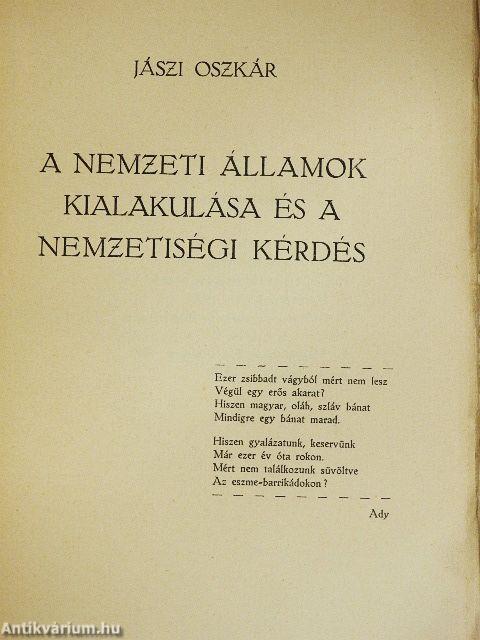 JÁSZI OSZKÁR
A NEMZETI ÁLLAMOK
KIALAKULÁSA ÉS A
NEMZETISÉGI KÉRDÉS
Ezer zsibbadt vágyból mért nem lesz
Végül egy erős akarat?
Hiszen magyar, oláh, szláv bánat
Mindigre egy bánat marad.
Hiszen gyalázatunk, keservünk
Már ezer év óta rokon.
Mért nem találkozunk süvöltve
Az eszme-barrikádokon?
Ady
Antikvárium.hu